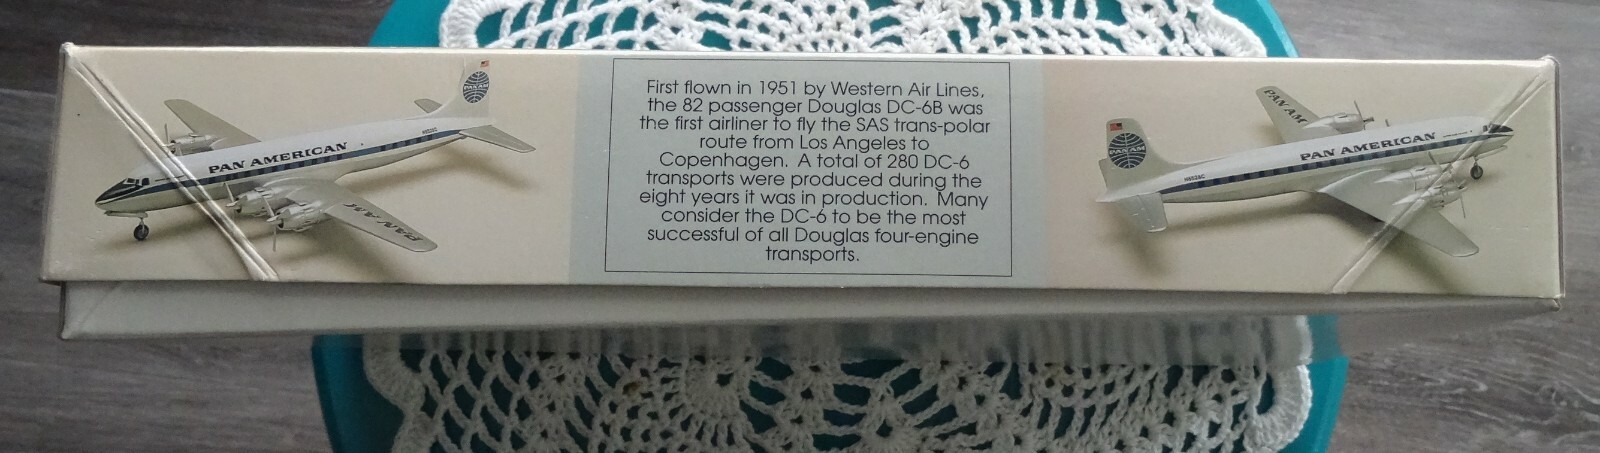 PAN AMERICAN
PAN AM
First flown in 1951 by Western Air Lines,
the 82 passenger Douglas DC-6B was
the first airliner to fly the SAS trans-polar
route from Los Angeles to
Copenhagen. A total of 280 DC-6
transports were produced during the
eight years it was in production. Many
consider the DC-6 to be the most
successful of all Douglas four-engine
transports.
PAN AM
PAN AM
PAN AMERICAN